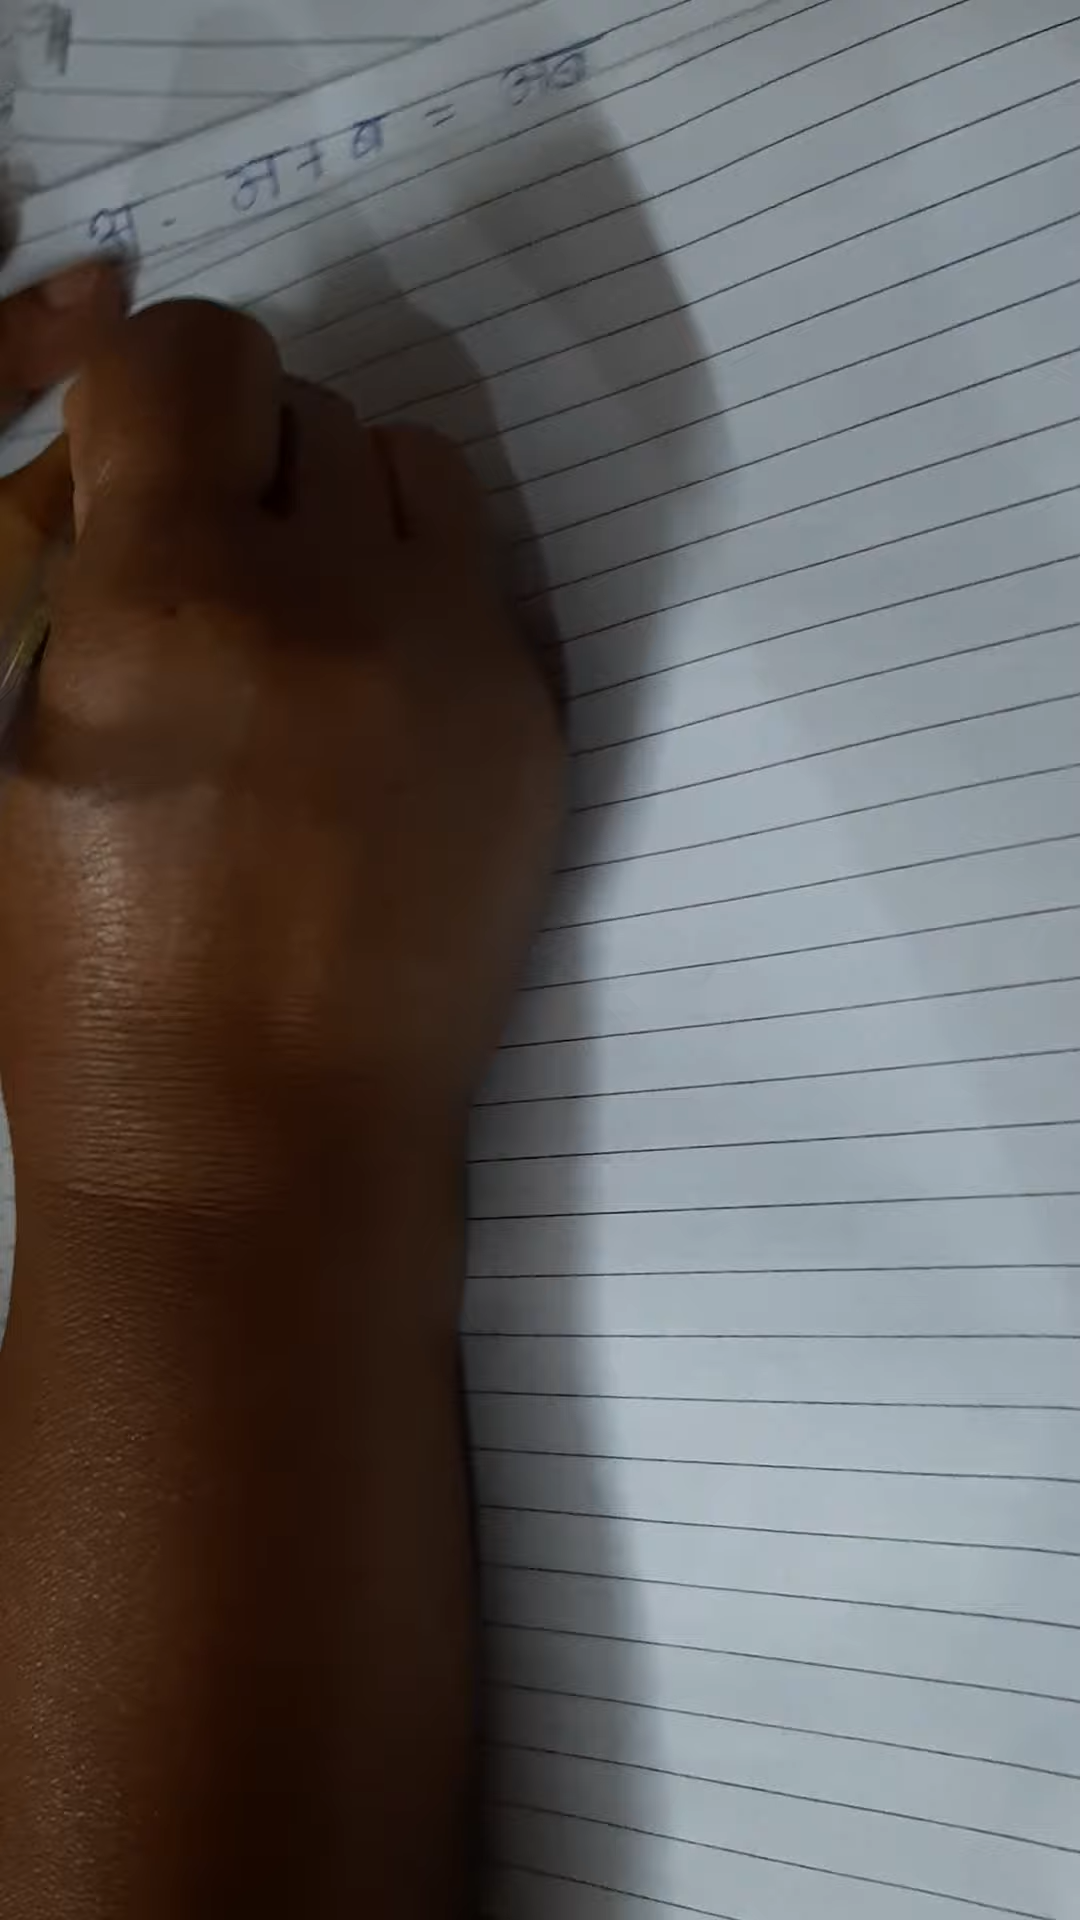 अ - अ + ब = अब